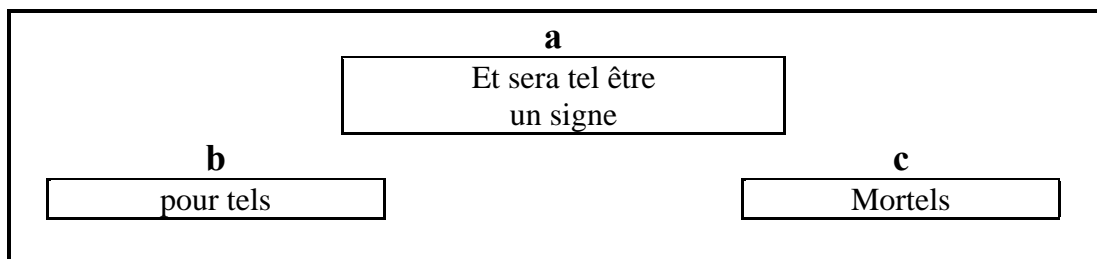 a
Et sera tel être
un signe
b
c
pour tels
Mortels